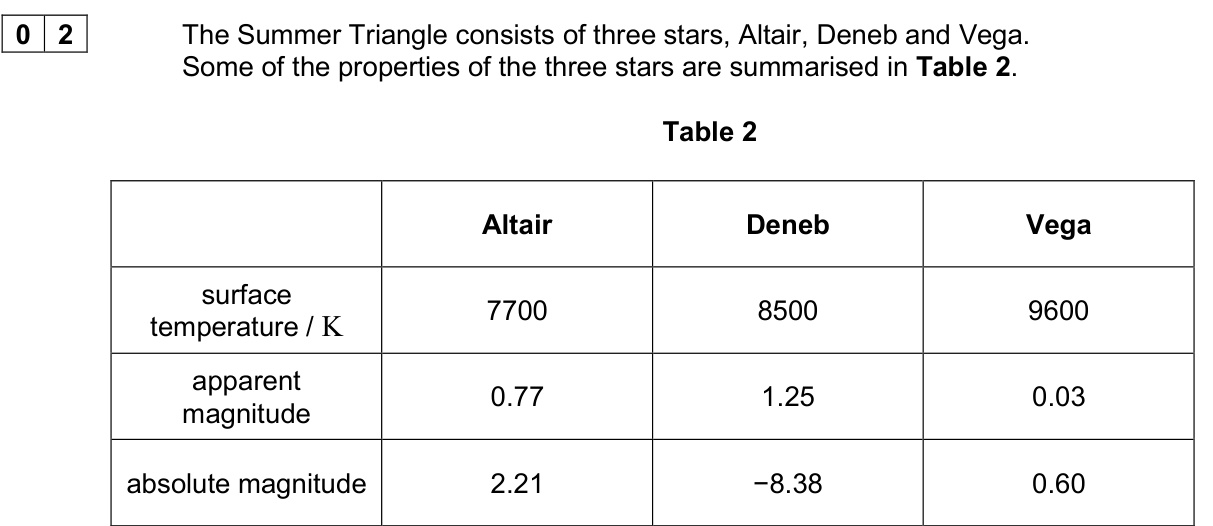 0 2
The Summer Triangle consists of three stars, Altair, Deneb and Vega.
Some of the properties of the three stars are summarised in Table 2.
Table 2
Altair Deneb Vega
surface
temperature / K 7700 8500 9600
apparent
magnitude 0.77 1.25 0.03
absolute magnitude 2.21 −8.38 0.60